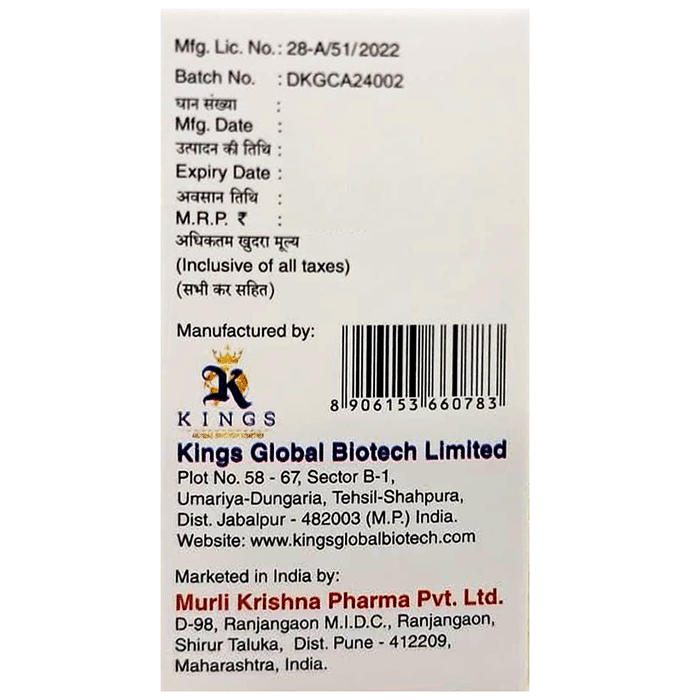 Mfg. Lic. No.: 28-A/51/2022
Batch No. : DKGCA24002
घान संख्या :
Mfg. Date :
उत्पादन की तिथि :
Expiry Date :
अवसान तिथि :
M.R.P. ₹ :
अधिकतम खुदरा मूल्य
(Inclusive of all taxes)
(सभी कर सहित)
Manufactured by:
K
KINGS
GLOBAL BIOTECH LIMITED
8 906153 660783
Kings Global Biotech Limited
Plot No. 58 - 67, Sector B-1,
Umariya-Dungaria, Tehsil-Shahpura,
Dist. Jabalpur - 482003 (M.P.) India.
Website: www.kingsglobalbiotech.com
Marketed in India by:
Murli Krishna Pharma Pvt. Ltd.
D-98, Ranjangaon M.I.D.C., Ranjangaon,
Shirur Taluka, Dist. Pune - 412209,
Maharashtra, India.